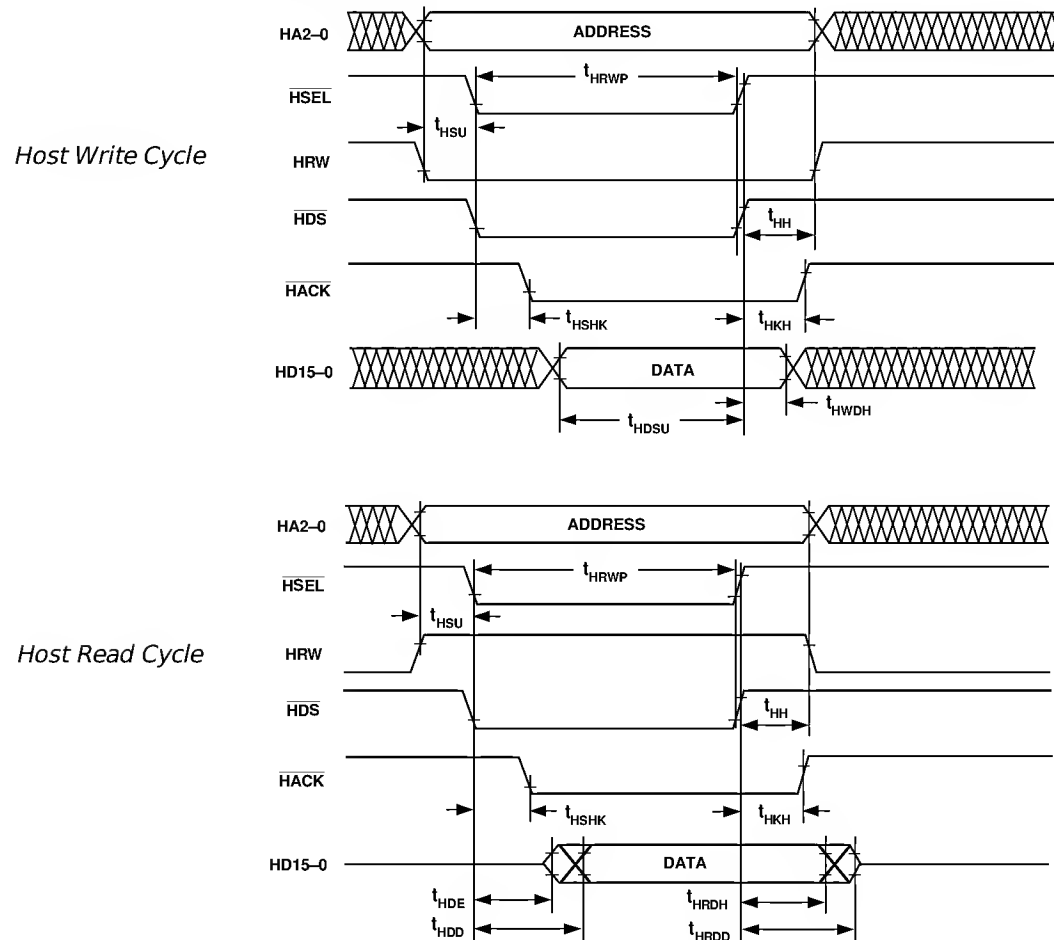 HA2–0
ADDRESS
tHRWP
HSEL
tHSU
Host Write Cycle
HRW
HDS
tHH
HACK
tHSHK
tHKH
HD15–0
DATA
tHWDH
tHDSU
HA2–0
ADDRESS
tHRWP
HSEL
tHSU
Host Read Cycle
HRW
HDS
tHH
HACK
tHSHK
tHKH
HD15–0
DATA
tHDE
tHRDH
tHDD
tHRDD